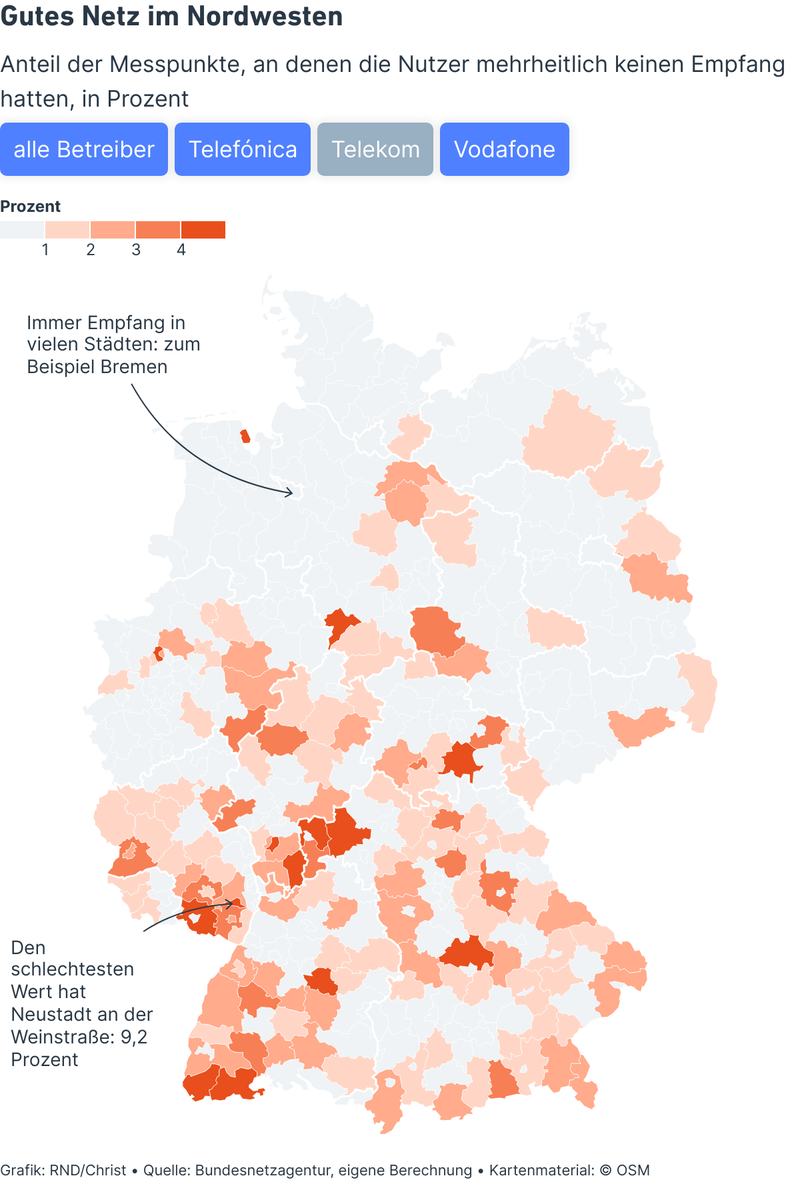 Gutes Netz im Nordwesten
Anteil der Messpunkte, an denen die Nutzer mehrheitlich keinen Empfang
hatten, in Prozent
alle Betreiber Telefónica Telekom Vodafone
Prozent
1 2 3 4
Immer Empfang in
vielen Städten: zum
Beispiel Bremen
Den
schlechtesten
Wert hat
Neustadt an der
Weinstraße: 9,2
Prozent
Grafik: RND/Christ • Quelle: Bundesnetzagentur, eigene Berechnung • Kartenmaterial: © OSM